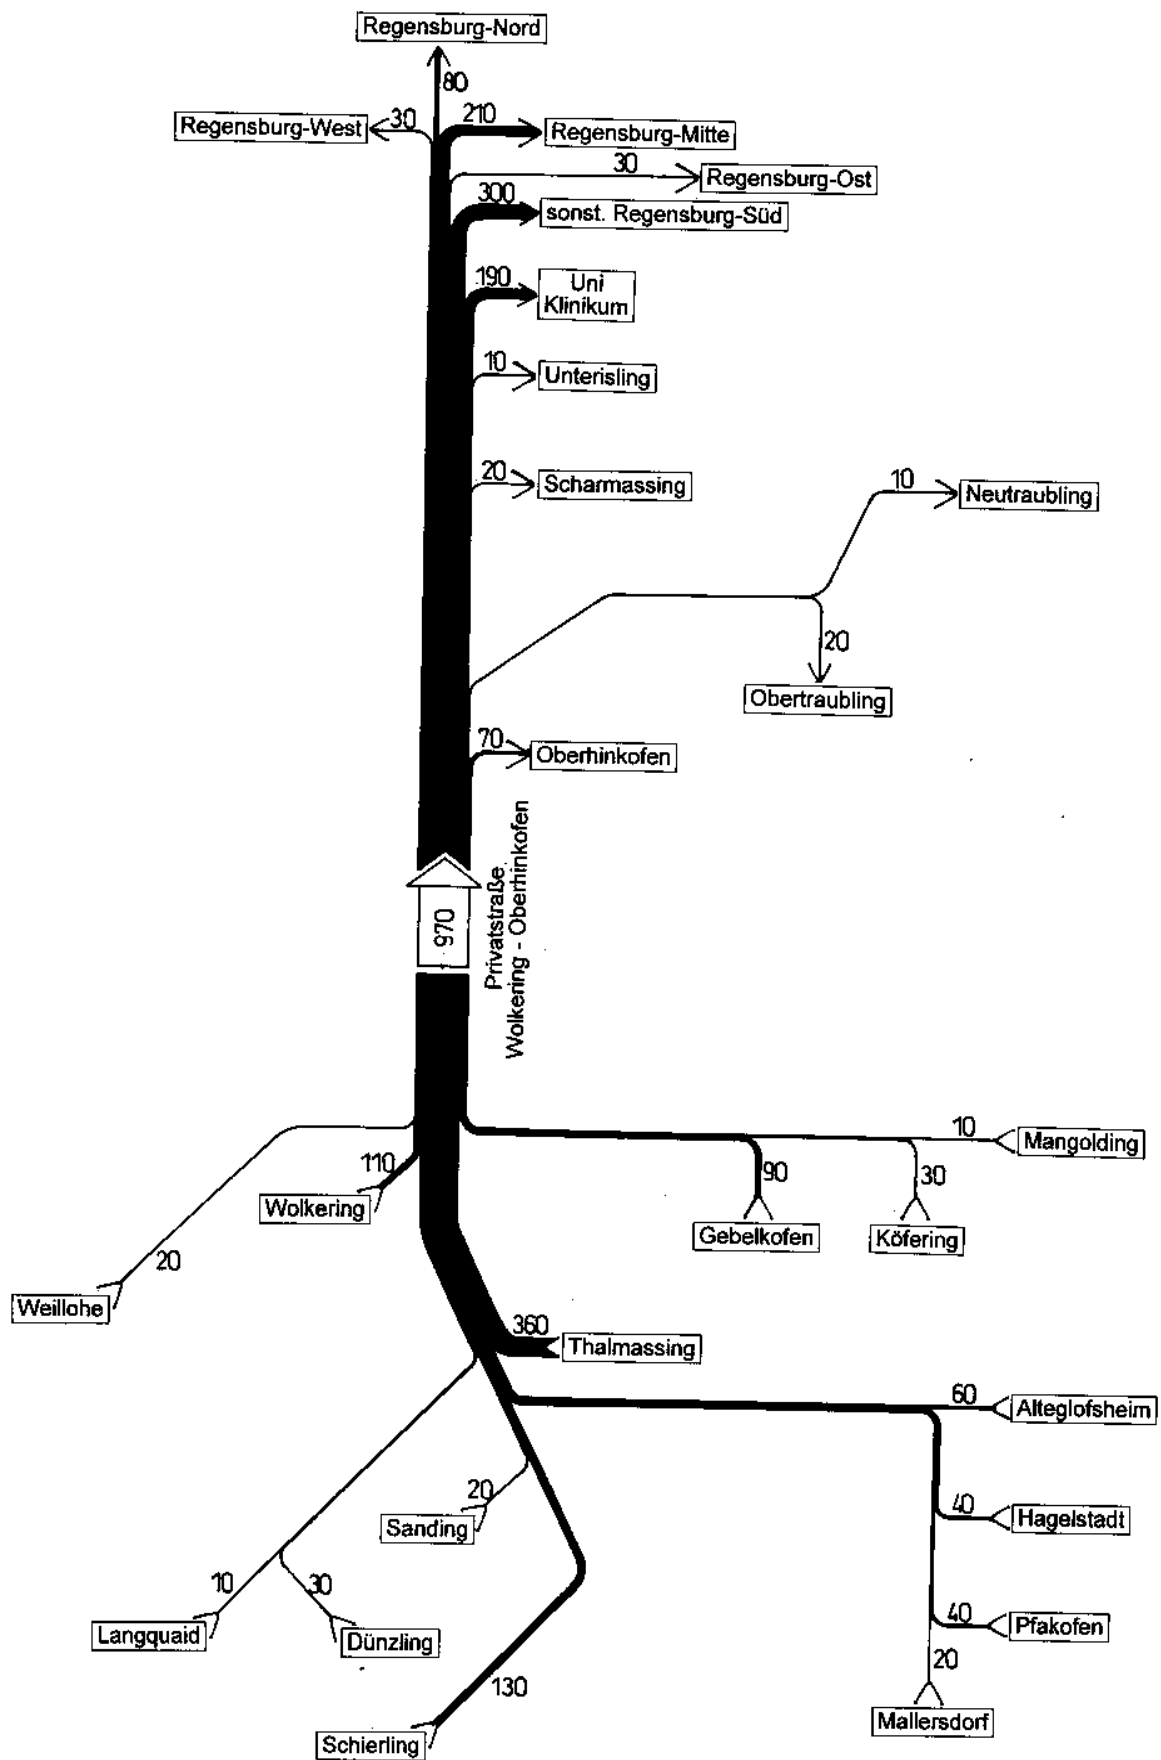 Regensburg-Nord
80
30
210
Regensburg-West
Regensburg-Mitte
30
Regensburg-Ost
300
sonst. Regensburg-Süd
190
Uni
Klinikum
10
Unterisling
20
Scharmassing
10
Neutraubling
20
Obertraubling
70
Oberhinkofen
970
Privatstraße
Wolkering - Oberhinkofen
110
Wolkering
20
Weillohe
10
Mangolding
90
30
Gebelkofen
Köfering
360
Thalmassing
60
Alteglofsheim
20
Sanding
40
Hagelstadt
10
30
Langquaid
Dünzling
40
Pfakofen
130
20
Schierling
Mallersdorf